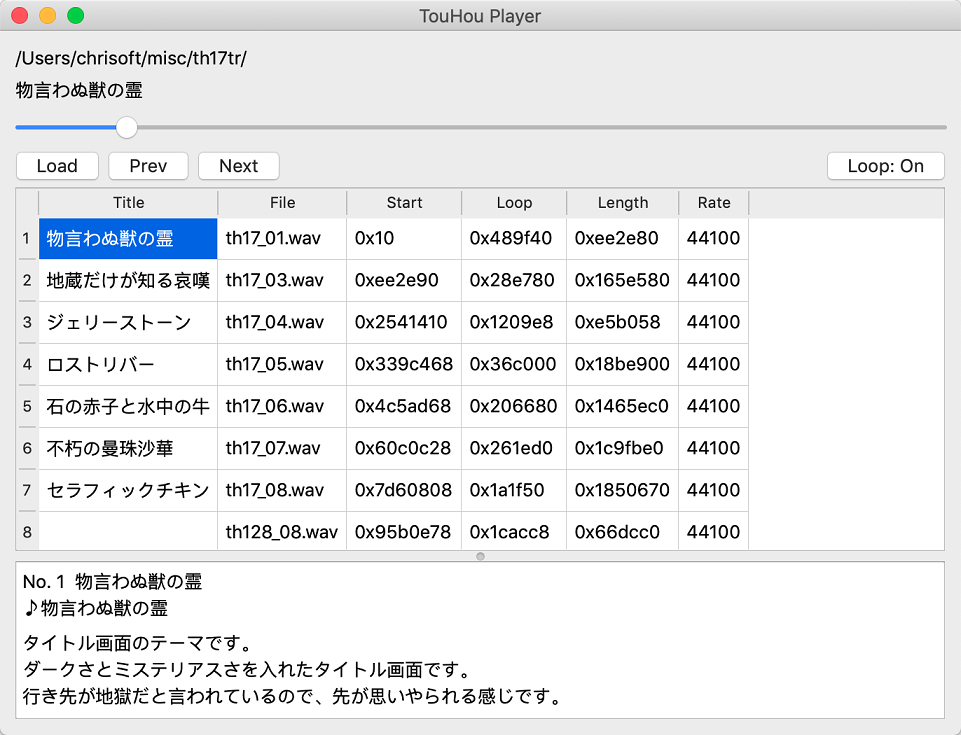 TouHou Player
/Users/chrisoft/misc/th17tr/
物言わぬ獣の霊
Load Prev Next Loop: On
Title File Start Loop Length Rate
1 物言わぬ獣の霊 th17_01.wav 0x10 0x489f40 0xee2e80 44100
2 地蔵だけが知る哀嘆 th17_03.wav 0xee2e90 0x28e780 0x165e580 44100
3 ジェリーストーン th17_04.wav 0x2541410 0x1209e8 0xe5b058 44100
4 ロストリバー th17_05.wav 0x339c468 0x36c000 0x18be900 44100
5 石の赤子と水中の牛 th17_06.wav 0x4c5ad68 0x206680 0x1465ec0 44100
6 不朽の曼珠沙華 th17_07.wav 0x60c0c28 0x261ed0 0x1c9fbe0 44100
7 セラフィックチキン th17_08.wav 0x7d60808 0x1a1f50 0x1850670 44100
8 th128_08.wav 0x95b0e78 0x1cacc8 0x66dcc0 44100
No. 1 物言わぬ獣の霊
♪物言わぬ獣の霊
タイトル画面のテーマです。
ダークさとミステリアスさを入れたタイトル画面です。
行き先が地獄だと言われているので、先が思いやられる感じです。